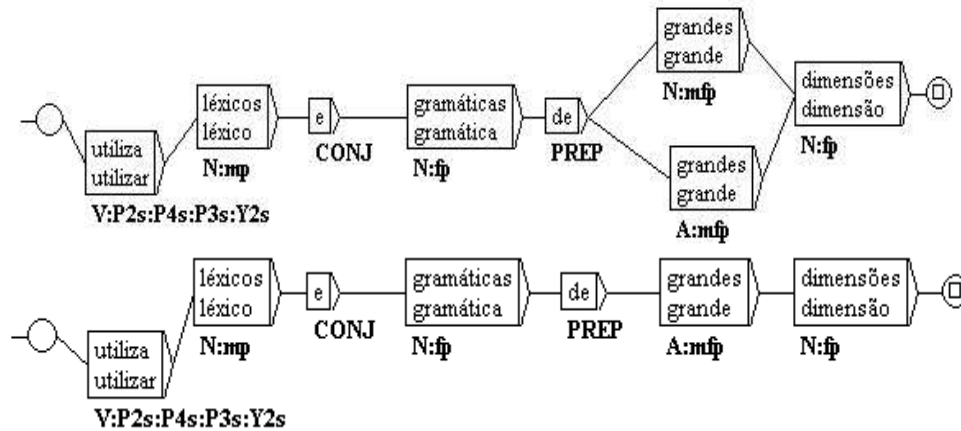 utiliza
utilizar
V:P2s:P4s:P3s:Y2s
léxicos
léxico
N:mp
e
CONJ
gramáticas
gramática
N:fp
de
PREP
grandes
grande
N:mfp
grandes
grande
A:mfp
dimensões
dimensão
N:fp
utiliza
utilizar
V:P2s:P4s:P3s:Y2s
léxicos
léxico
N:mp
e
CONJ
gramáticas
gramática
N:fp
de
PREP
grandes
grande
A:mfp
dimensões
dimensão
N:fp